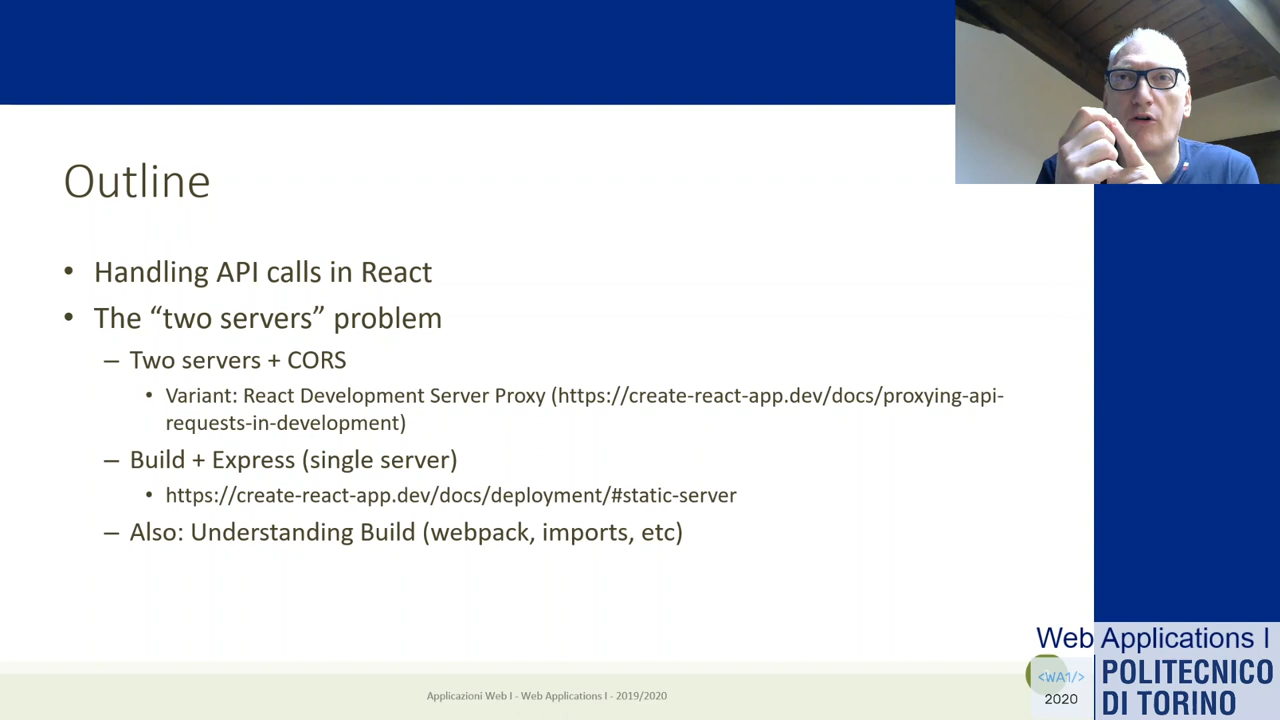 Outline
• Handling API calls in React
• The “two servers” problem
– Two servers + CORS
• Variant: React Development Server Proxy (https://create-react-app.dev/docs/proxying-api-
requests-in-development)
– Build + Express (single server)
• https://create-react-app.dev/docs/deployment/#static-server
– Also: Understanding Build (webpack, imports, etc)
Applicazioni Web I - Web Applications I - 2019/2020
Web Applications I
<WA1/>
2020
POLITECNICO
DI TORINO